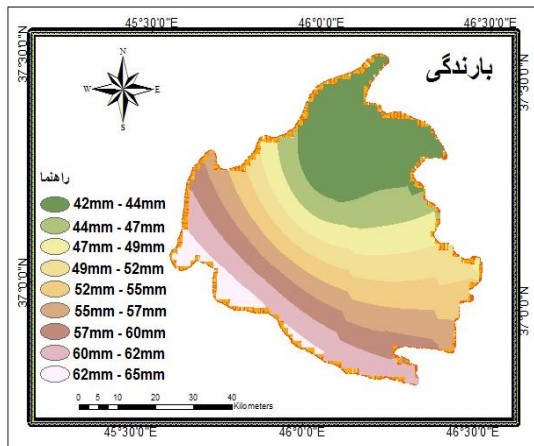 45°30'0"E 46°0'0"E 46°30'0"E
37°30'0"N 37°30'0"N
بارندگی
N
W E
S
راهنما
42mm - 44mm
44mm - 47mm
47mm - 49mm
49mm - 52mm
52mm - 55mm
55mm - 57mm
57mm - 60mm
60mm - 62mm
62mm - 65mm
37°0'0"N 37°0'0"N
0 5 10 20 30 40
Kilometers
45°30'0"E 46°0'0"E 46°30'0"E